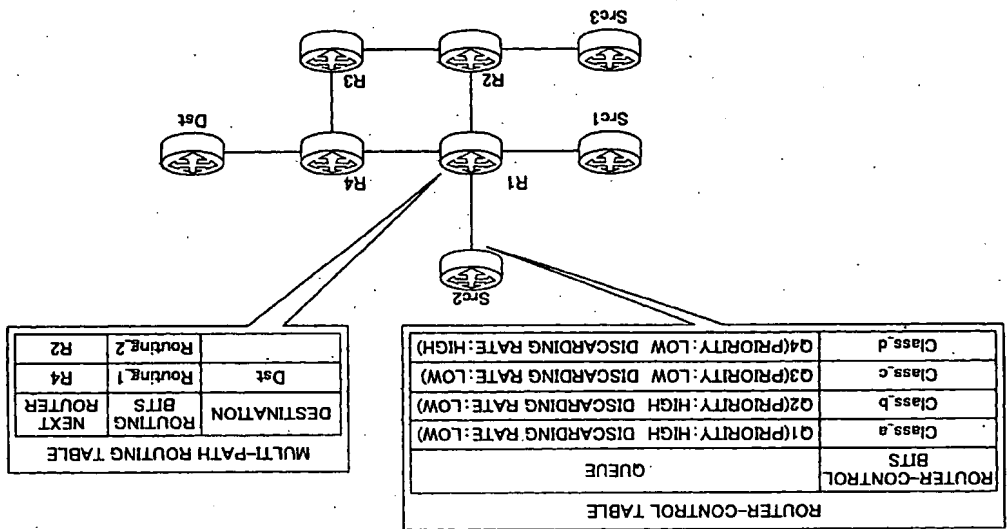 ROUTER-CONTROL TABLE
ROUTER-CONTROL BITS
QUEUE
Class_a
Q1(PRIORITY:HIGH DISCARDING RATE:LOW)
Class_b
Q2(PRIORITY:HIGH DISCARDING RATE:LOW)
Class_c
Q3(PRIORITY:LOW DISCARDING RATE:LOW)
Class_d
Q4(PRIORITY:LOW DISCARDING RATE:HIGH)
MULTI-PATH ROUTING TABLE
DESTINATION
ROUTING BITS
NEXT ROUTER
Dst
Routing_1
R4
Routing_2
R2
Src2
R1
R4
Src1
Dst
R2
R3
Src3